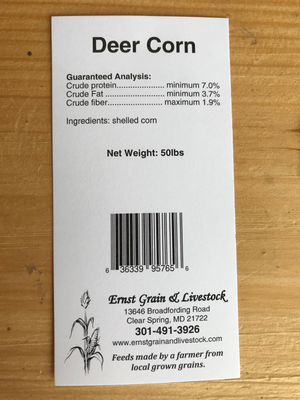 Deer Corn
Guaranteed Analysis:
Crude protein...................... minimum 7.0%
Crude Fat ........................... minimum 3.7%
Crude fiber......................... maximum 1.9%
Ingredients: shelled corn
Net Weight: 50lbs
6 36339 95765 6
Ernst Grain & Livestock
13646 Broadfording Road
Clear Spring, MD 21722
301-491-3926
www.ernstgrainandlivestock.com
Feeds made by a farmer from
local grown grains.